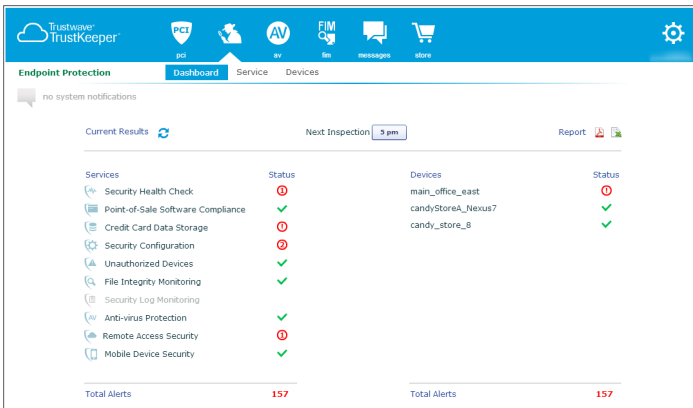 Trustwave®
TrustKeeper®
PCI
AV
FIM
pci
av
fim
messages
store
Endpoint Protection
Dashboard
Service
Devices
no system notifications
Current Results
Next Inspection
5 pm
Report
Services Status
Security Health Check 1
Point-of-Sale Software Compliance
Credit Card Data Storage !
Security Configuration 2
Unauthorized Devices
File Integrity Monitoring
Security Log Monitoring
AV Anti-virus Protection
Remote Access Security 1
Mobile Device Security
Total Alerts 157
Devices Status
main_office_east !
candyStoreA_Nexus7
candy_store_8
Total Alerts 157